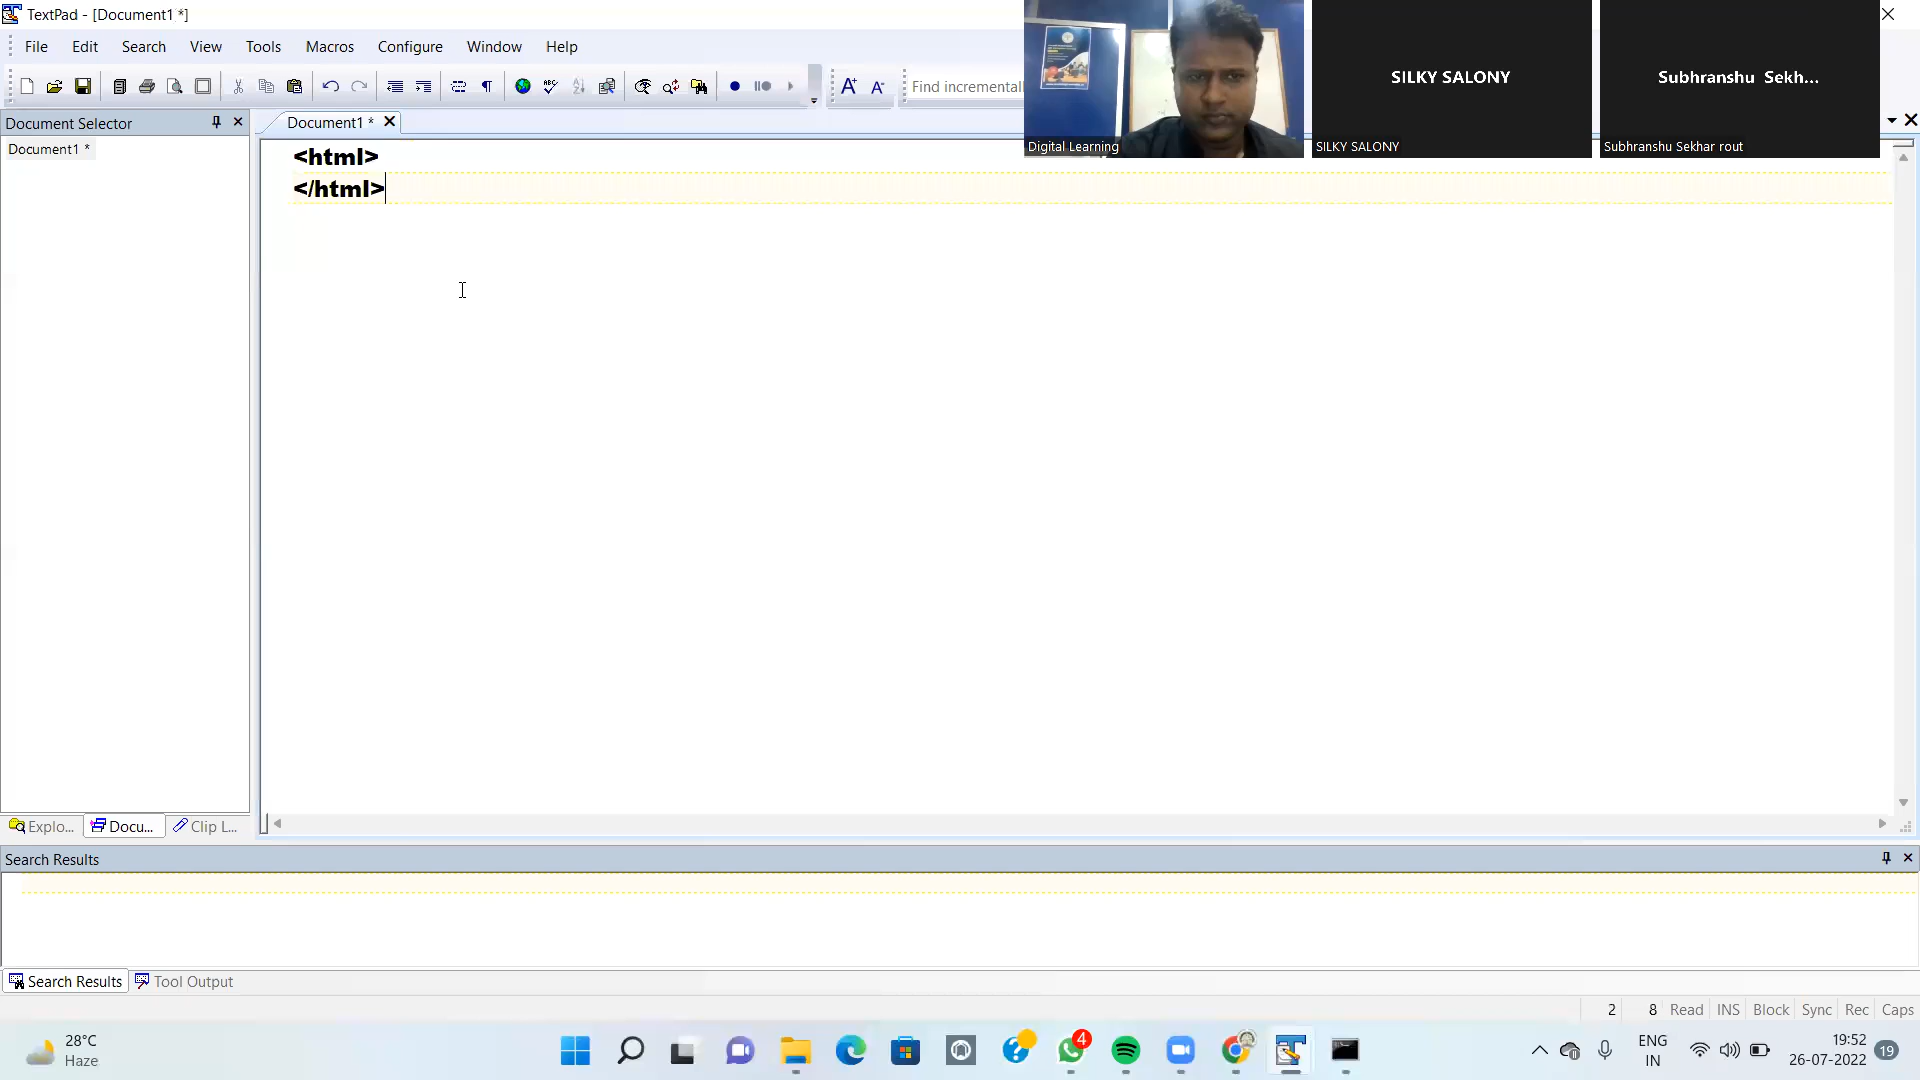 TextPad - [Document1 *]
File Edit Search View Tools Macros Configure Window Help
Find incrementall
Document Selector
Document1 *
Document1 *
<html>
</html>
Digital Learning
SILKY SALONY
SILKY SALONY
Subhranshu Sekh...
Subhranshu Sekhar rout
Explo...
Docu...
Clip L...
Search Results
Search Results
Tool Output
2 8 Read INS Block Sync Rec Caps
28°C
Haze
4
ENG
IN
19:52
26-07-2022
19